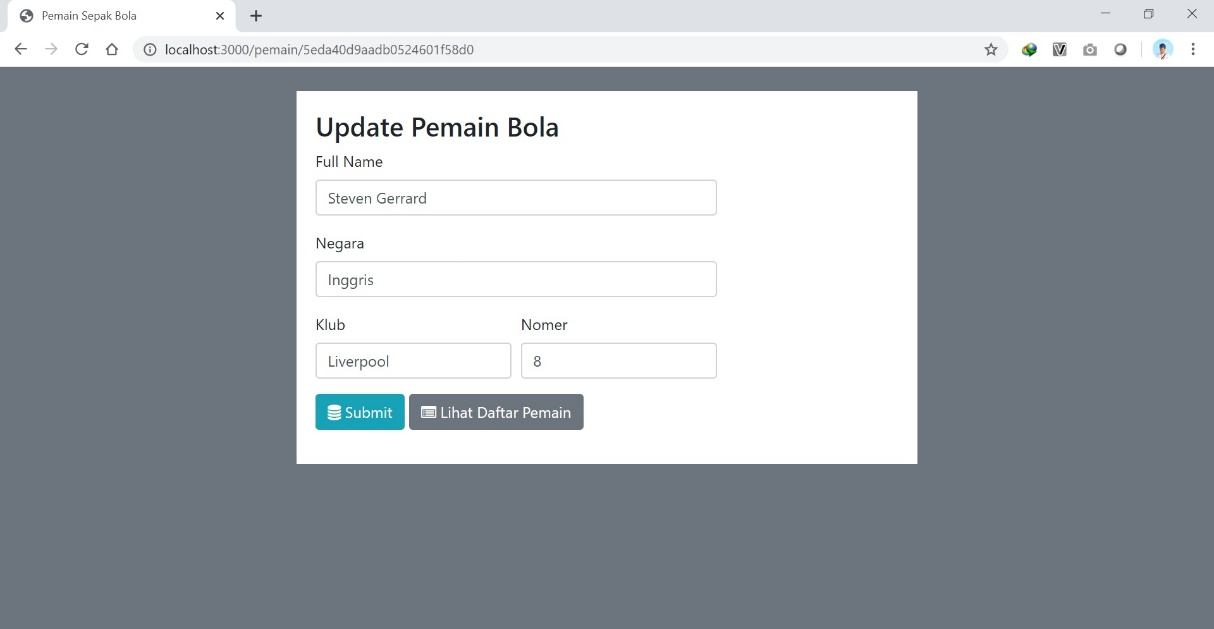 Pemain Sepak Bola
localhost:3000/pemain/5eda40d9aadb0524601f58d0
Update Pemain Bola
Full Name
Steven Gerrard
Negara
Inggris
Klub Nomer
Liverpool 8
Submit Lihat Daftar Pemain